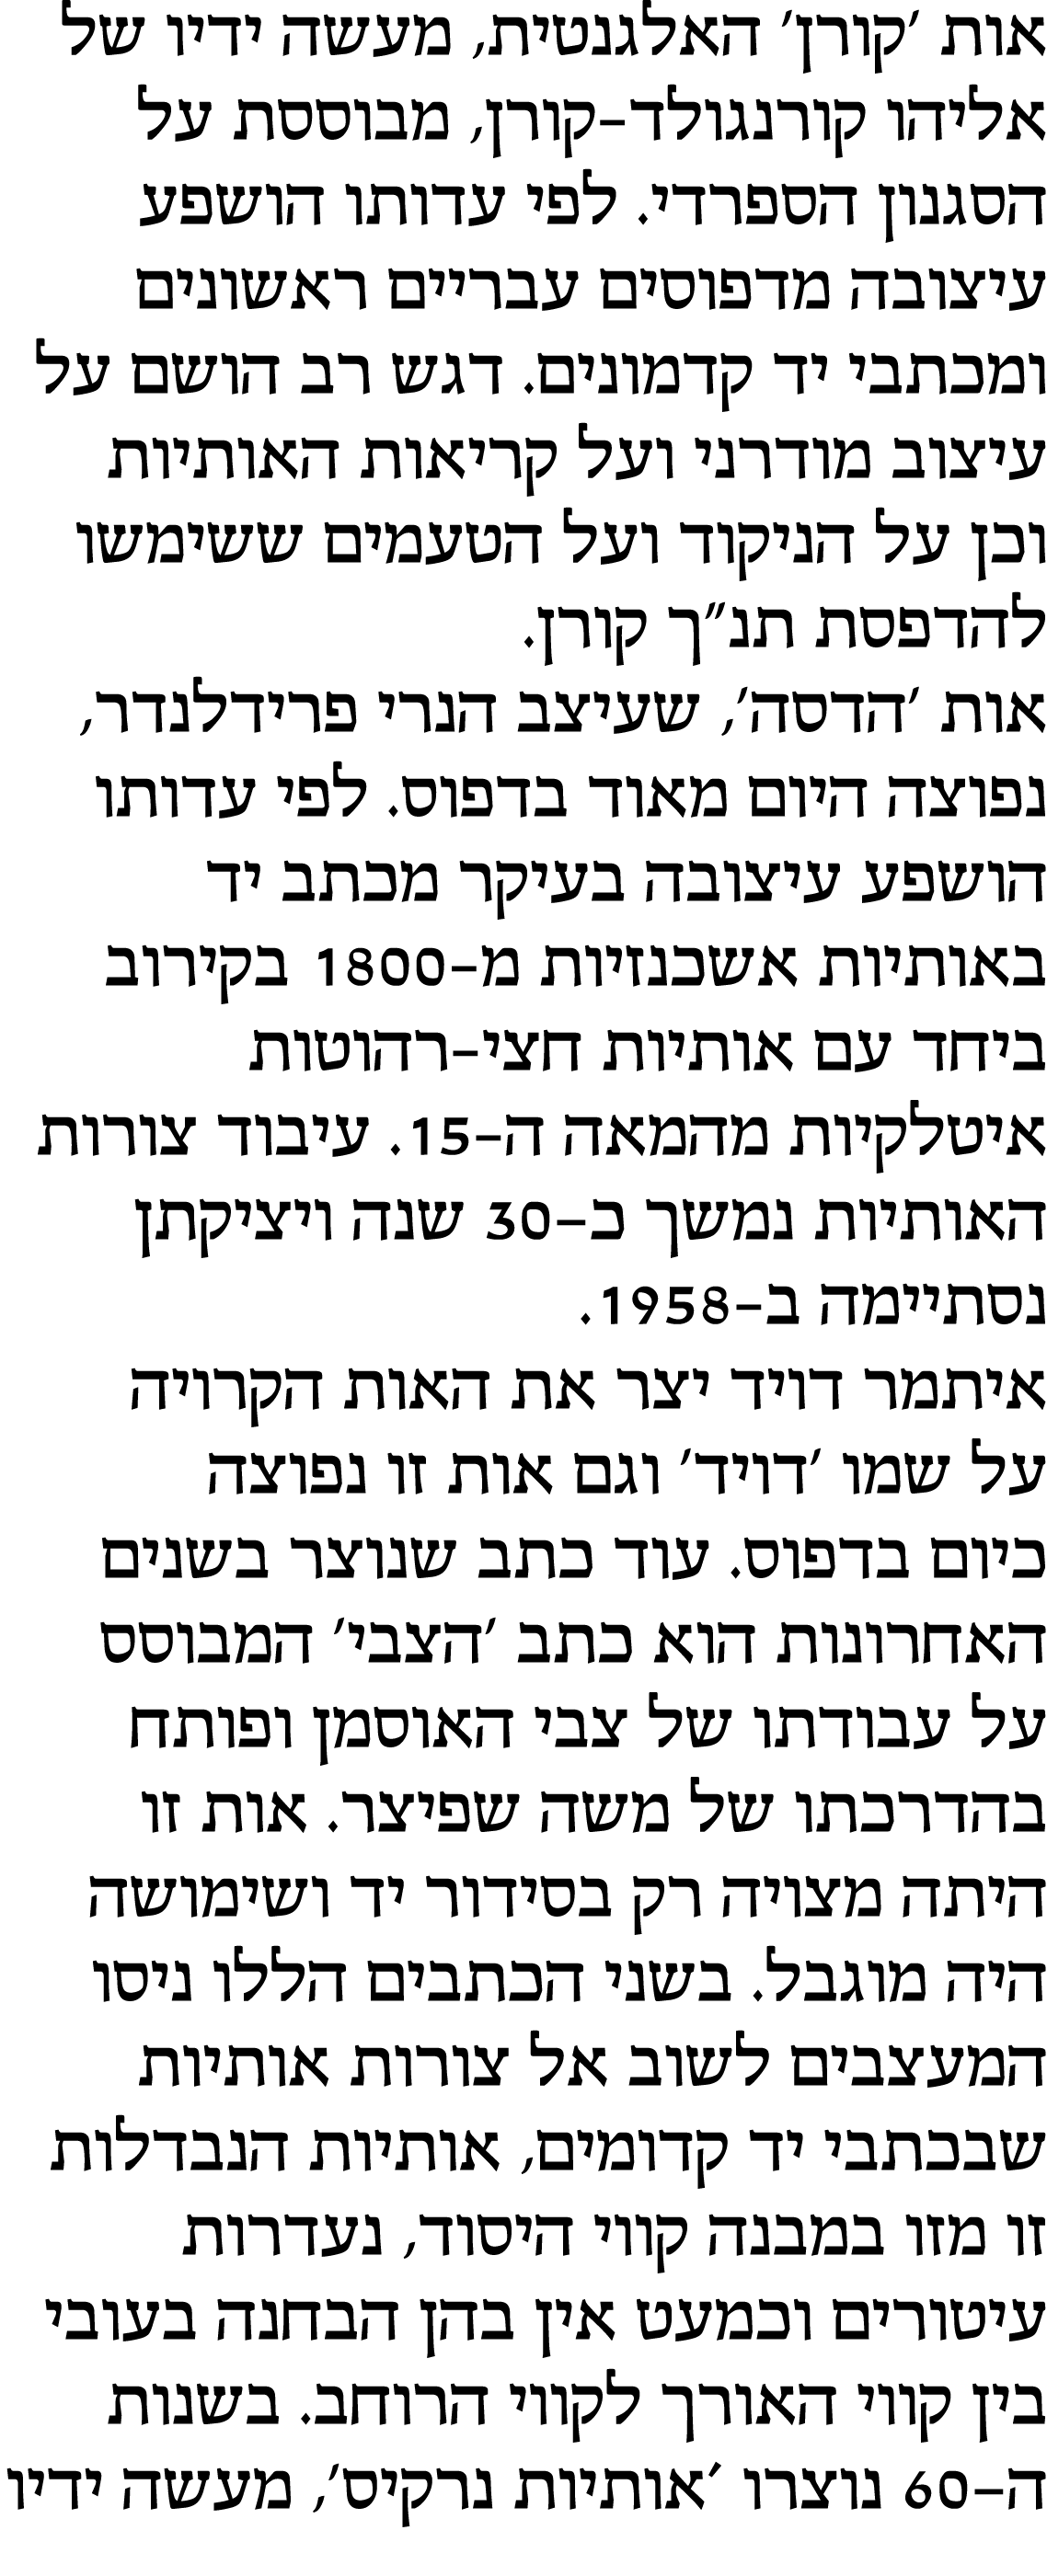 אות 'קורן' האלגנטית, מעשה ידיו של
אליהו קורנגולד-קורן, מבוססת על
הסגנון הספרדי. לפי עדותו הושפע
עיצובה מדפוסים עבריים ראשונים
ומכתבי יד קדמונים. דגש רב הושם על
עיצוב מודרני ועל קריאות האותיות
וכן על הניקוד ועל הטעמים ששימשו
להדפסת תנ"ך קורן.
אות 'הדסה', שעיצב הנרי פרידלנדר,
נפוצה היום מאוד בדפוס. לפי עדותו
הושפע עיצובה בעיקר מכתב יד
באותיות אשכנזיות מ-1800 בקירוב
ביחד עם אותיות חצי-רהוטות
איטלקיות מהמאה ה-15. עיבוד צורות
האותיות נמשך כ-30 שנה ויציקתן
נסתיימה ב-1958.
איתמר דויד יצר את האות הקרויה
על שמו 'דויד' וגם אות זו נפוצה
כיום בדפוס. עוד כתב שנוצר בשנים
האחרונות הוא כתב 'הצבי' המבוסס
על עבודתו של צבי האוסמן ופותח
בהדרכתו של משה שפיצר. אות זו
היתה מצויה רק בסידור יד ושימושה
היה מוגבל. בשני הכתבים הללו ניסו
המעצבים לשוב אל צורות אותיות
שבכתבי יד קדומים, אותיות הנבדלות
זו מזו במבנה קווי היסוד, נעדרות
עיטורים וכמעט אין בהן הבחנה בעובי
בין קווי האורך לקווי הרוחב. בשנות
ה-60 נוצרו 'אותיות נרקיס', מעשה ידיו